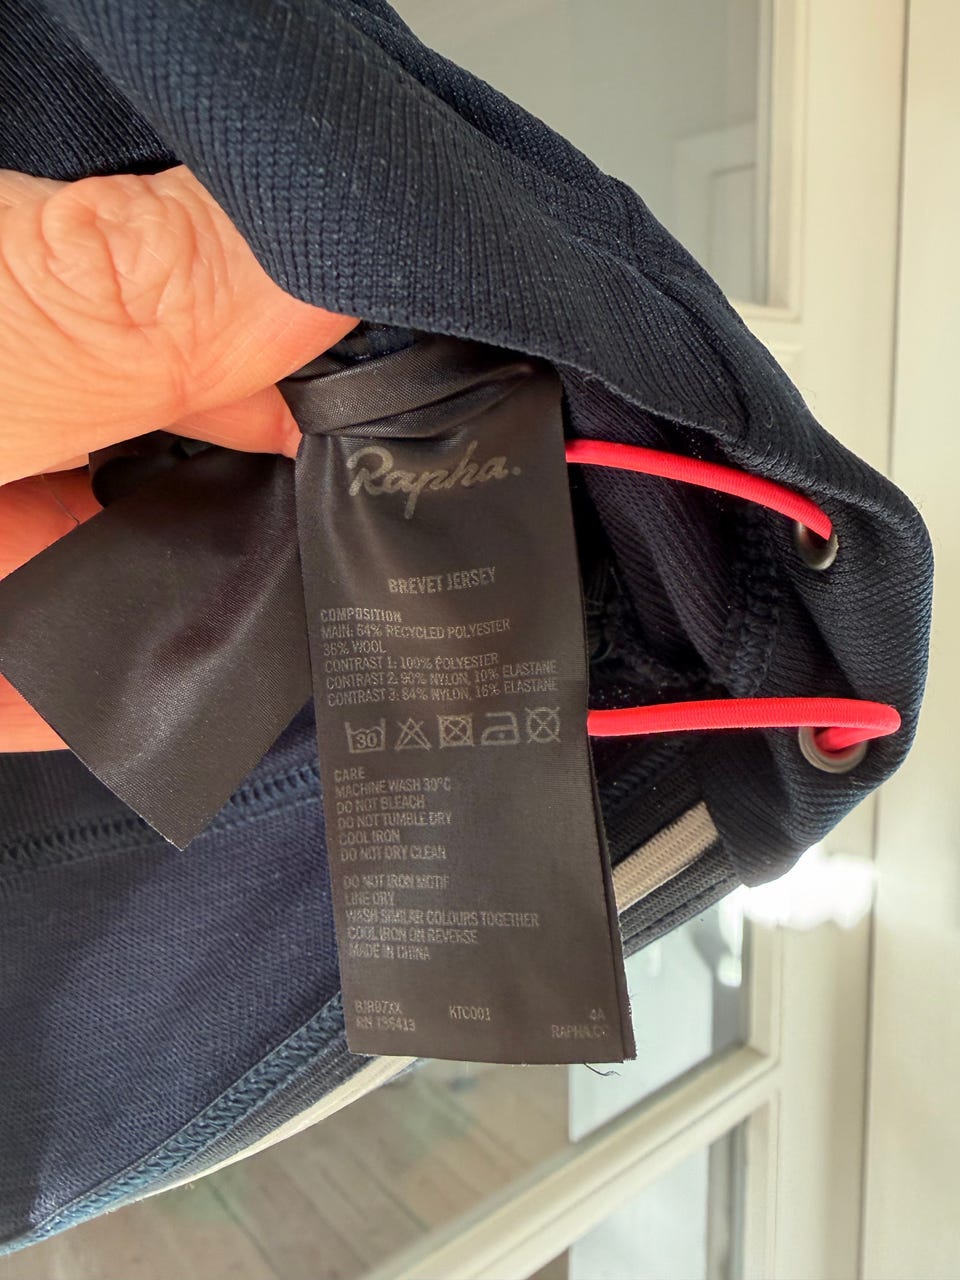 Rapha.
BREVET JERSEY
COMPOSITION
MAIN: 64% RECYCLED POLYESTER
36% WOOL
CONTRAST 1: 100% POLYESTER
CONTRAST 2: 90% NYLON, 10% ELASTANE
CONTRAST 3: 84% NYLON, 16% ELASTANE
30
CARE
MACHINE WASH 30°C
DO NOT BLEACH
DO NOT TUMBLE DRY
COOL IRON
DO NOT DRY CLEAN
DO NOT IRON MOTIF
LINE DRY
WASH SIMILAR COLOURS TOGETHER
COOL IRON ON REVERSE
MADE IN CHINA
BJR07XX KTC001 4A
RN 136413